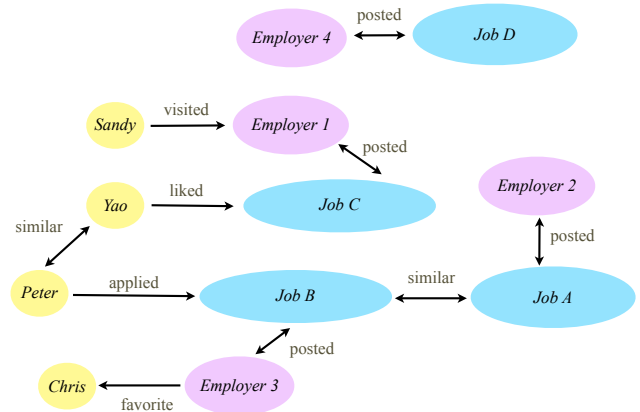 posted
Employer 4
Job D
visited
Sandy
Employer 1
posted
Employer 2
liked
Yao
Job C
similar
posted
applied
similar
Peter
Job B
Job A
posted
Chris
Employer 3
favorite